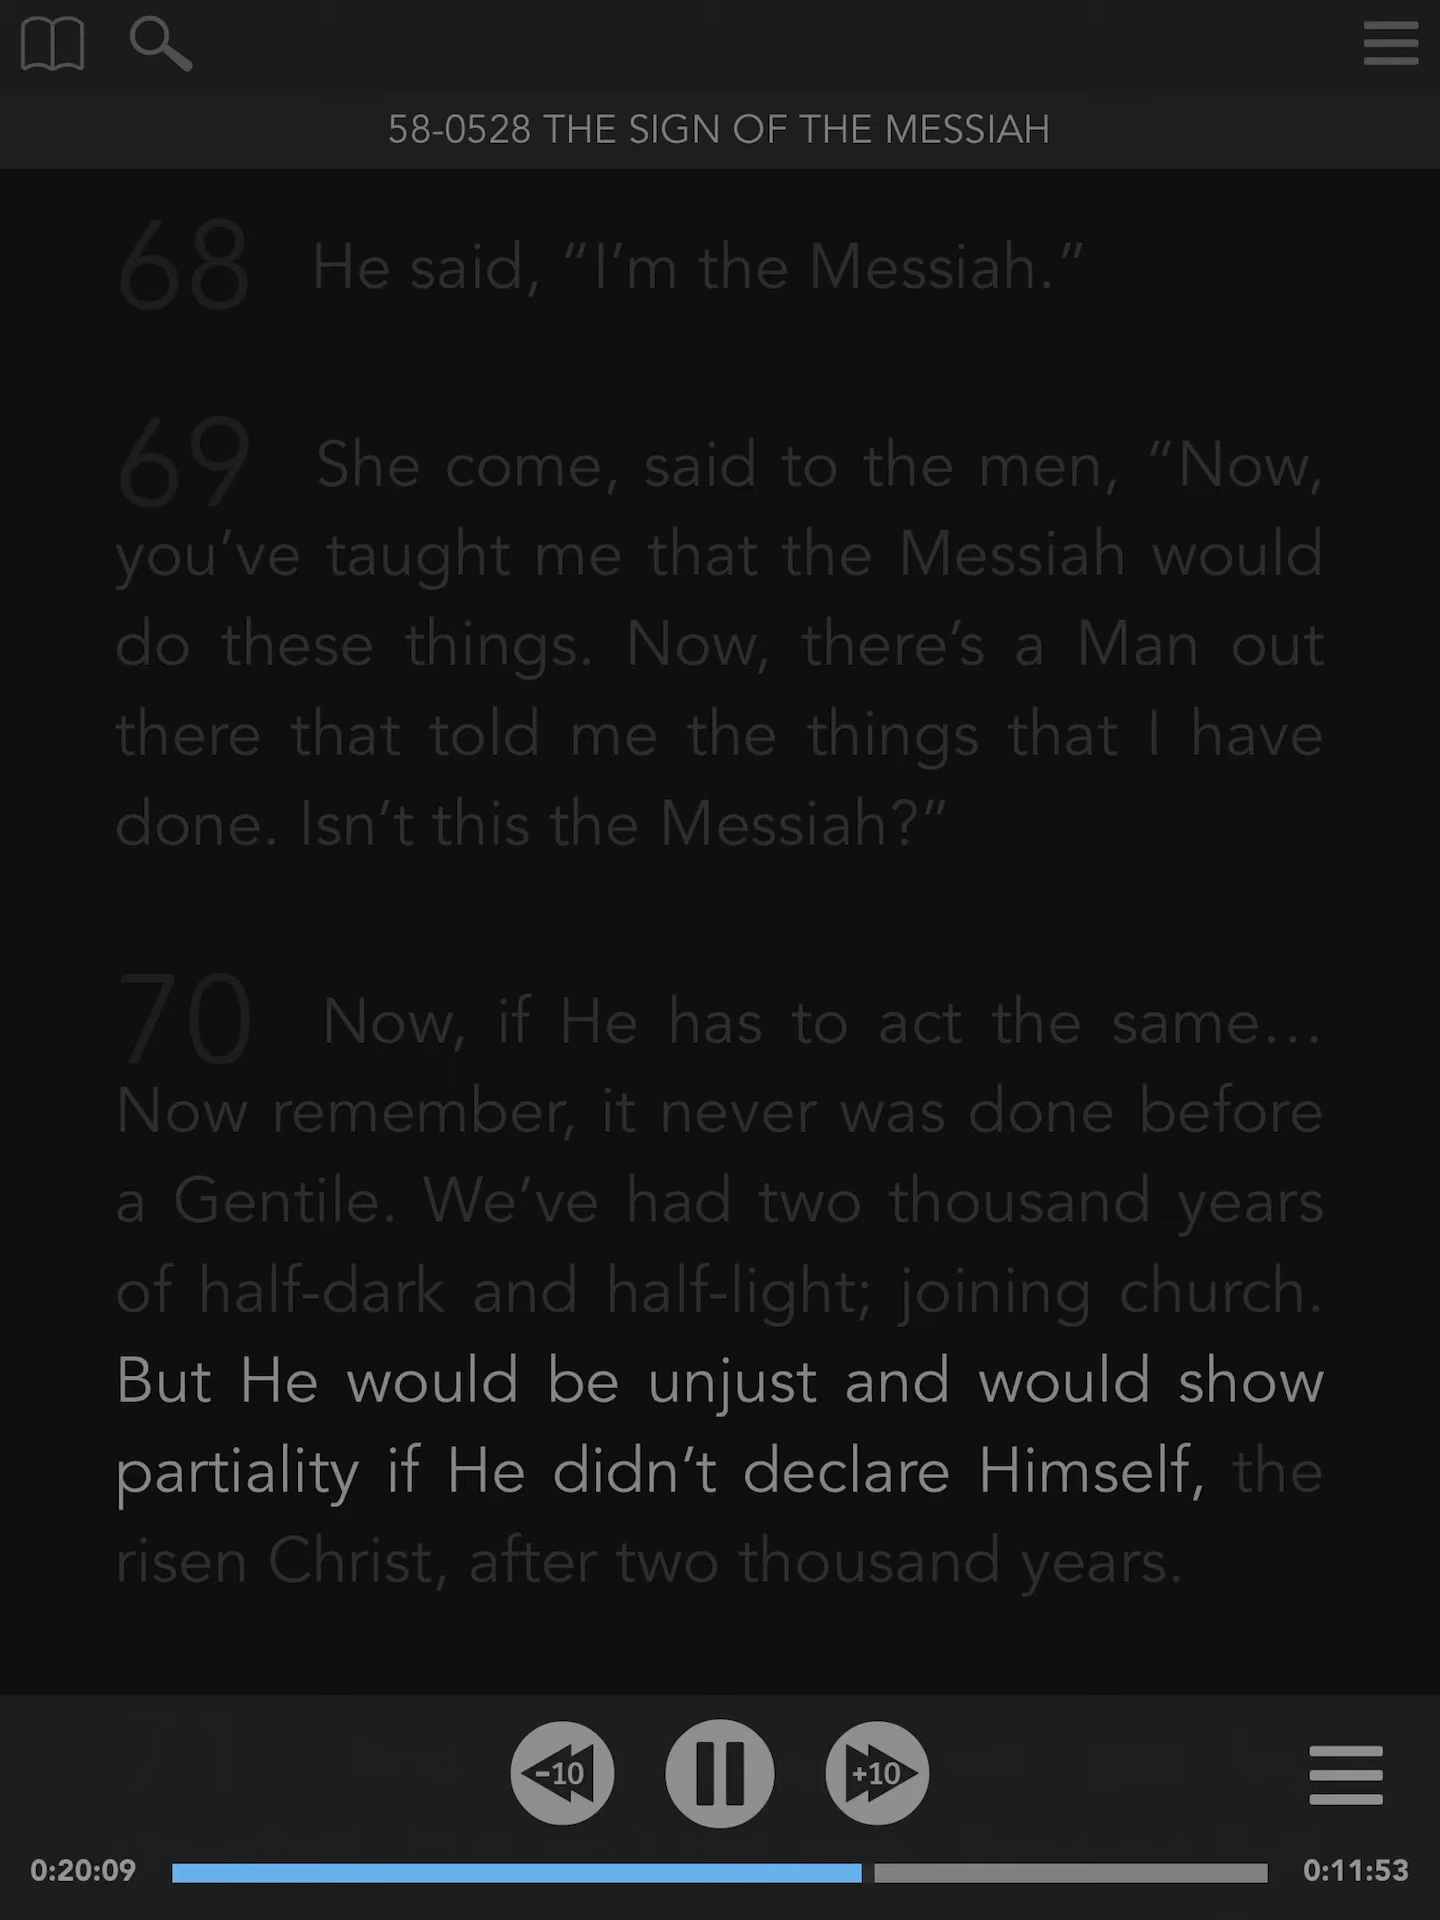 58-0528 THE SIGN OF THE MESSIAH
68 He said, “I’m the Messiah.”
69 She come, said to the men, “Now,
you’ve taught me that the Messiah would
do these things. Now, there’s a Man out
there that told me the things that I have
done. Isn’t this the Messiah?”
70 Now, if He has to act the same…
Now remember, it never was done before
a Gentile. We’ve had two thousand years
of half-dark and half-light; joining church.
But He would be unjust and would show
partiality if He didn’t declare Himself, the
risen Christ, after two thousand years.
-10 +10
0:20:09 0:11:53